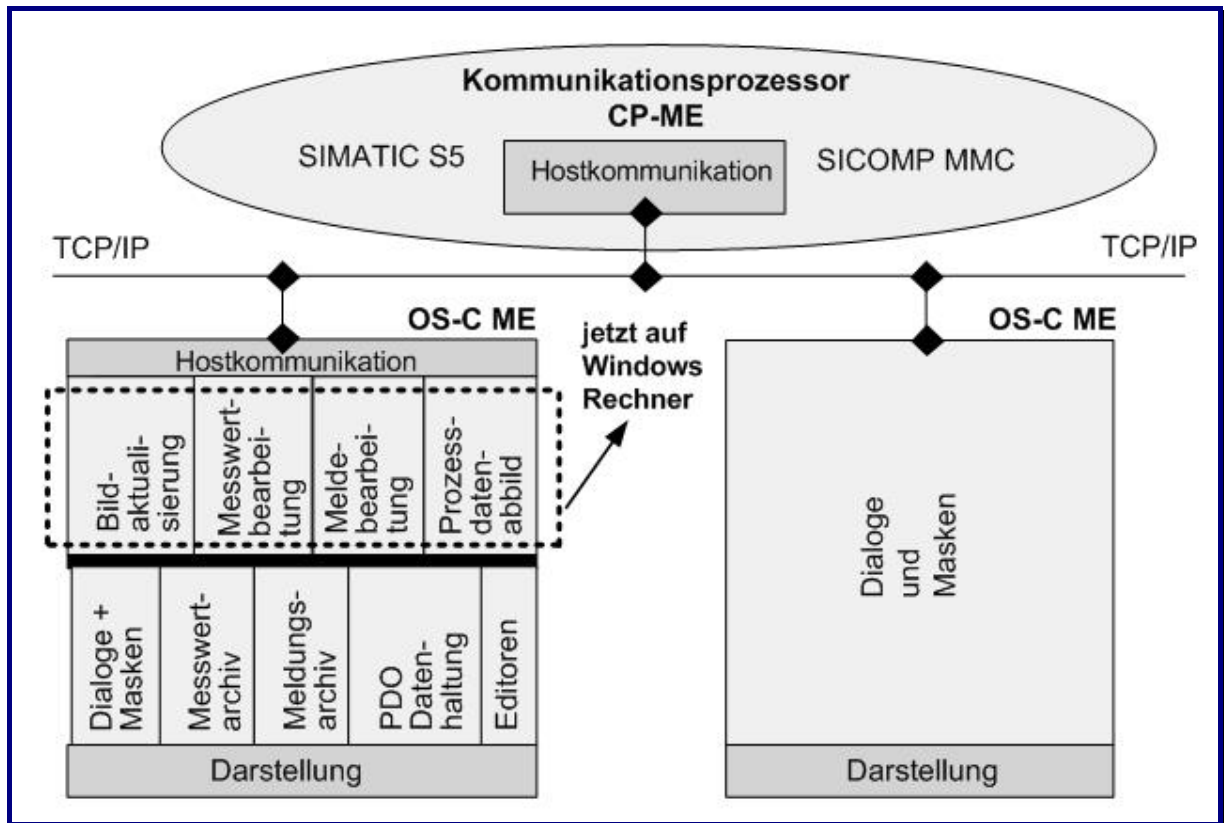 Kommunikationsprozessor
CP-ME
SIMATIC S5
Hostkommunikation
SICOMP MMC
TCP/IP
TCP/IP
OS-C ME
Hostkommunikation
Bild-
aktuali-
sierung
Messwert-
bearbei-
tung
Melde-
bearbei-
tung
Prozess-
daten-
abbild
jetzt auf
Windows
Rechner
Dialoge +
Masken
Messwert-
archiv
Meldungs-
archiv
PDO
Daten-
haltung
Editoren
Darstellung
OS-C ME
Dialoge
und
Masken
Darstellung